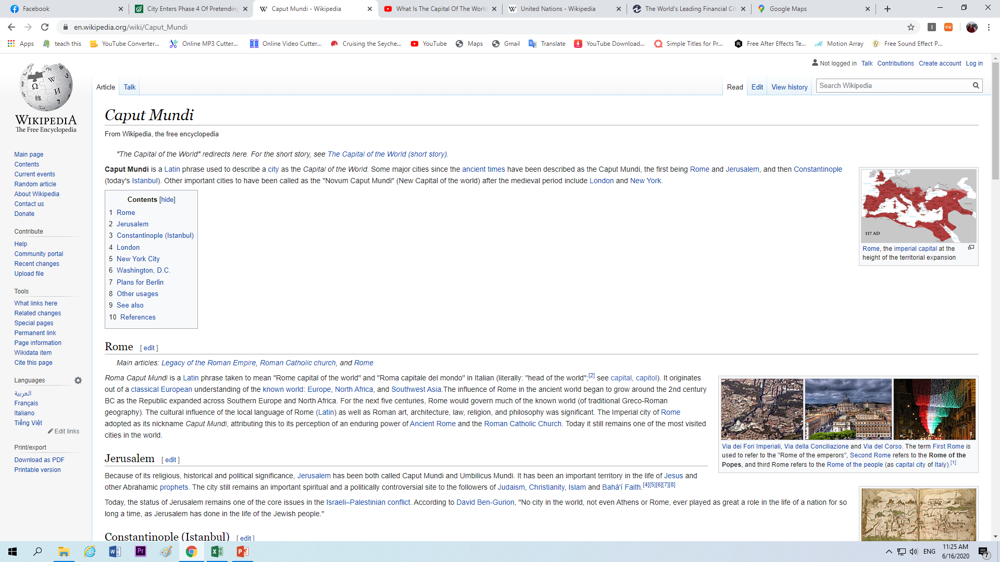 Facebook
City Enters Phase 4 Of Pretending
Caput Mundi - Wikipedia
What Is The Capital Of The World
United Nations - Wikipedia
The World's Leading Financial Cit
Google Maps
en.wikipedia.org/wiki/Caput_Mundi
Apps
teach this
YouTube Converter...
Online MP3 Cutter...
Online Video Cutter...
Cruising the Seyche...
YouTube
Maps
Gmail
Translate
YouTube Download...
Simple Titles for Pr...
Free After Effects Te...
Motion Array
Free Sound Effect P...
Not logged in Talk Contributions Create account Log in
Article Talk
Read Edit View history
Search Wikipedia
WIKIPEDIA
The Free Encyclopedia
Main page
Contents
Current events
Random article
About Wikipedia
Contact us
Donate
Contribute
Help
Community portal
Recent changes
Upload file
Tools
What links here
Related changes
Special pages
Permanent link
Page information
Wikidata item
Cite this page
Languages
العربية
Français
Italiano
Tiếng Việt
Edit links
Print/export
Download as PDF
Printable version
Caput Mundi
From Wikipedia, the free encyclopedia
"The Capital of the World" redirects here. For the short story, see The Capital of the World (short story).
Caput Mundi is a Latin phrase used to describe a city as the Capital of the World. Some major cities since the ancient times have been described as the Caput Mundi, the first being Rome and Jerusalem, and then Constantinople
(today's Istanbul). Other important cities to have been called as the "Novum Caput Mundi" (New Capital of the world) after the medieval period include London and New York.
Contents [hide]
1 Rome
2 Jerusalem
3 Constantinople (Istanbul)
4 London
5 New York City
6 Washington, D.C.
7 Plans for Berlin
8 Other usages
9 See also
10 References
117 AD
Rome, the imperial capital at the
height of the territorial expansion
Rome [ edit ]
Main articles: Legacy of the Roman Empire, Roman Catholic church, and Rome
Roma Caput Mundi is a Latin phrase taken to mean "Rome capital of the world" and "Roma capitale del mondo" in Italian (literally: "head of the world";[2] see capital, capitol). It originates
out of a classical European understanding of the known world: Europe, North Africa, and Southwest Asia.The influence of Rome in the ancient world began to grow around the 2nd century
BC as the Republic expanded across Southern Europe and North Africa. For the next five centuries, Rome would govern much of the known world (of traditional Greco-Roman
geography). The cultural influence of the local language of Rome (Latin) as well as Roman art, architecture, law, religion, and philosophy was significant. The Imperial city of Rome
adopted as its nickname Caput Mundi, attributing this to its perception of an enduring power of Ancient Rome and the Roman Catholic Church. Today it still remains one of the most visited
cities in the world.
Via dei Fori Imperiali, Via della Conciliazione and Via del Corso. The term First Rome is
used to refer to the "Rome of the emperors", Second Rome refers to the Rome of the
Popes, and third Rome refers to the Rome of the people (as capital city of Italy).[1]
Jerusalem [ edit ]
Because of its religious, historical and political significance, Jerusalem has been both called Caput Mundi and Umbilicus Mundi. It has been an important territory in the life of Jesus and
other Abrahamic prophets. The city still remains an important spiritual and a politically controversial site to the followers of Judaism, Christianity, Islam and Bahá'í Faith.[4][5][6][7][8]
Today, the status of Jerusalem remains one of the core issues in the Israeli–Palestinian conflict. According to David Ben-Gurion, "No city in the world, not even Athens or Rome, ever played as great a role in the life of a nation for so
long a time, as Jerusalem has done in the life of the Jewish people."
Constantinople (Istanbul) [ edit ]
ENG
11:25 AM
6/16/2020
7